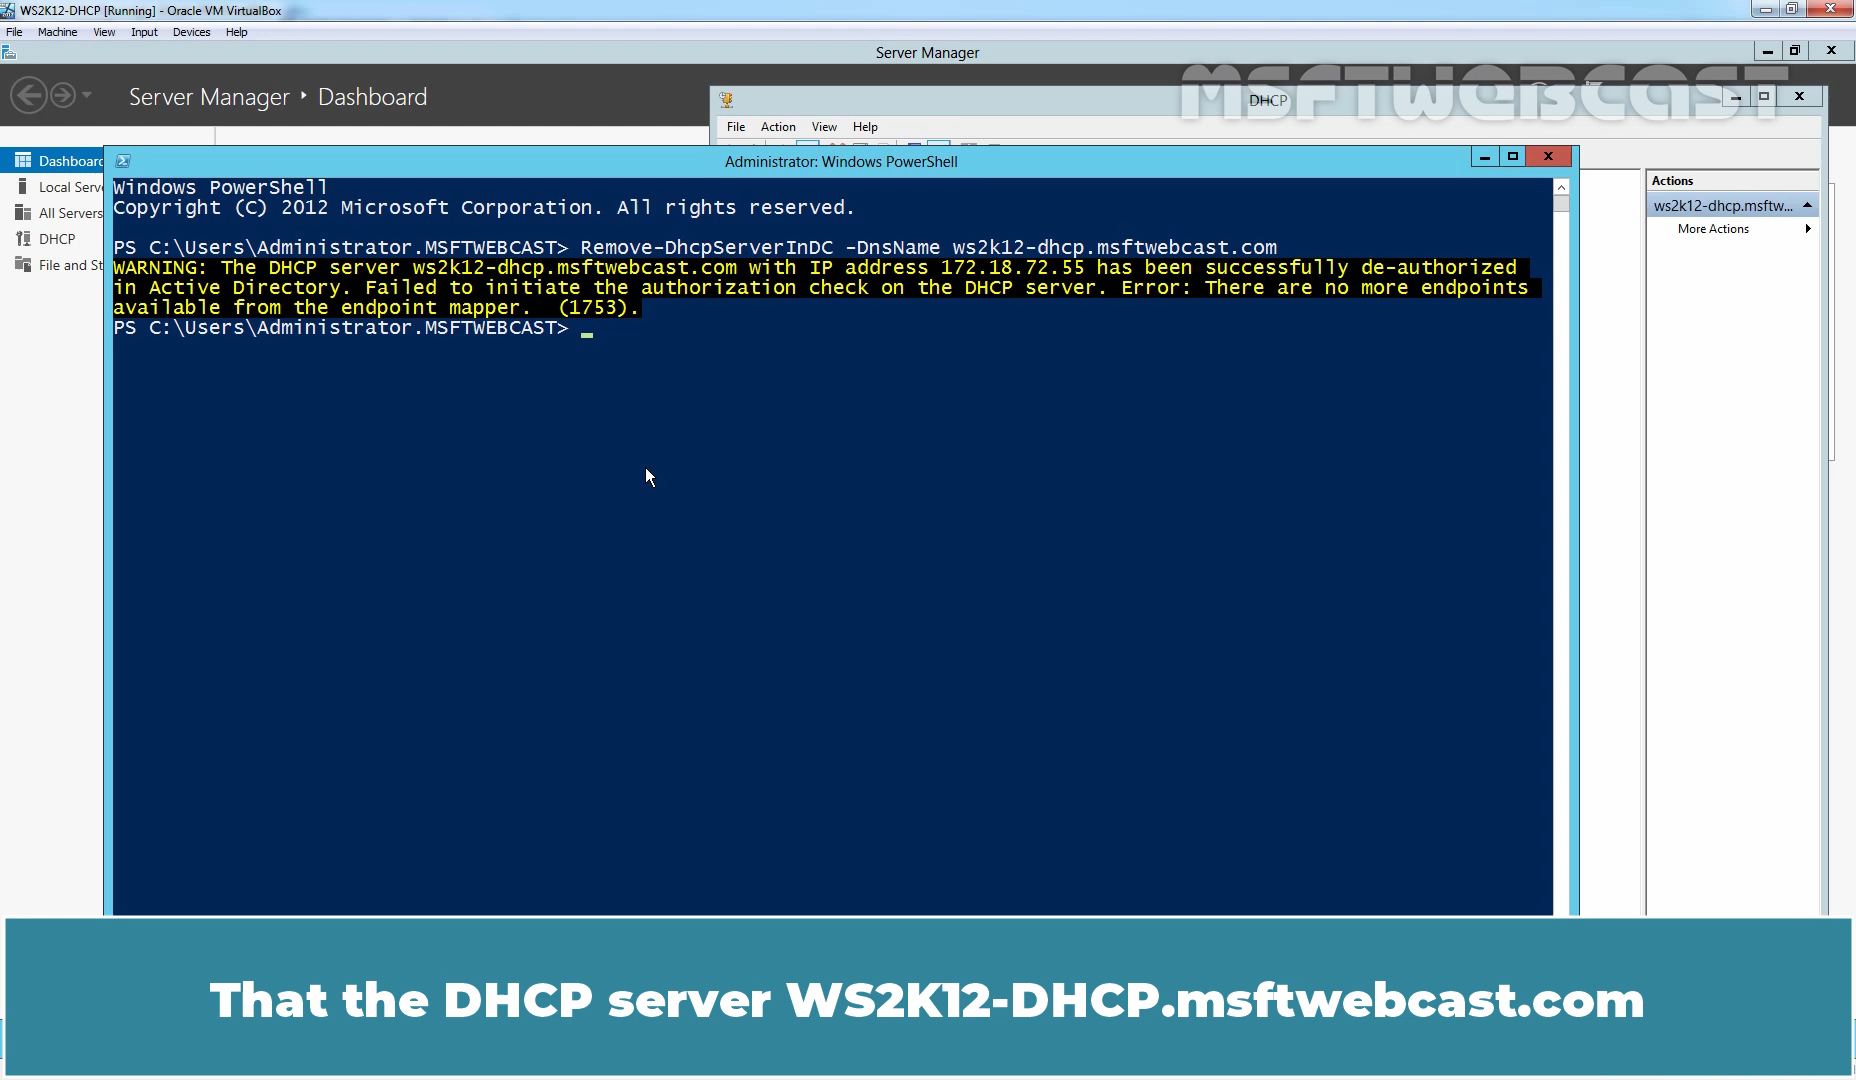 WS2K12-DHCP [Running] - Oracle VM VirtualBox
File Machine View Input Devices Help
Server Manager
Server Manager ‣ Dashboard
MSFTWEBCAST
DHCP
File Action View Help
Dashboard
Local Serv
All Servers
DHCP
File and St
Administrator: Windows PowerShell
Windows PowerShell
Copyright (C) 2012 Microsoft Corporation. All rights reserved.
PS C:\Users\Administrator.MSFTWEBCAST> Remove-DhcpServerInDC -DnsName ws2k12-dhcp.msftwebcast.com
WARNING: The DHCP server ws2k12-dhcp.msftwebcast.com with IP address 172.18.72.55 has been successfully de-authorized
in Active Directory. Failed to initiate the authorization check on the DHCP server. Error: There are no more endpoints
available from the endpoint mapper.  (1753).
PS C:\Users\Administrator.MSFTWEBCAST> _
Actions
ws2k12-dhcp.msftw...
More Actions
That the DHCP server WS2K12-DHCP.msftwebcast.com